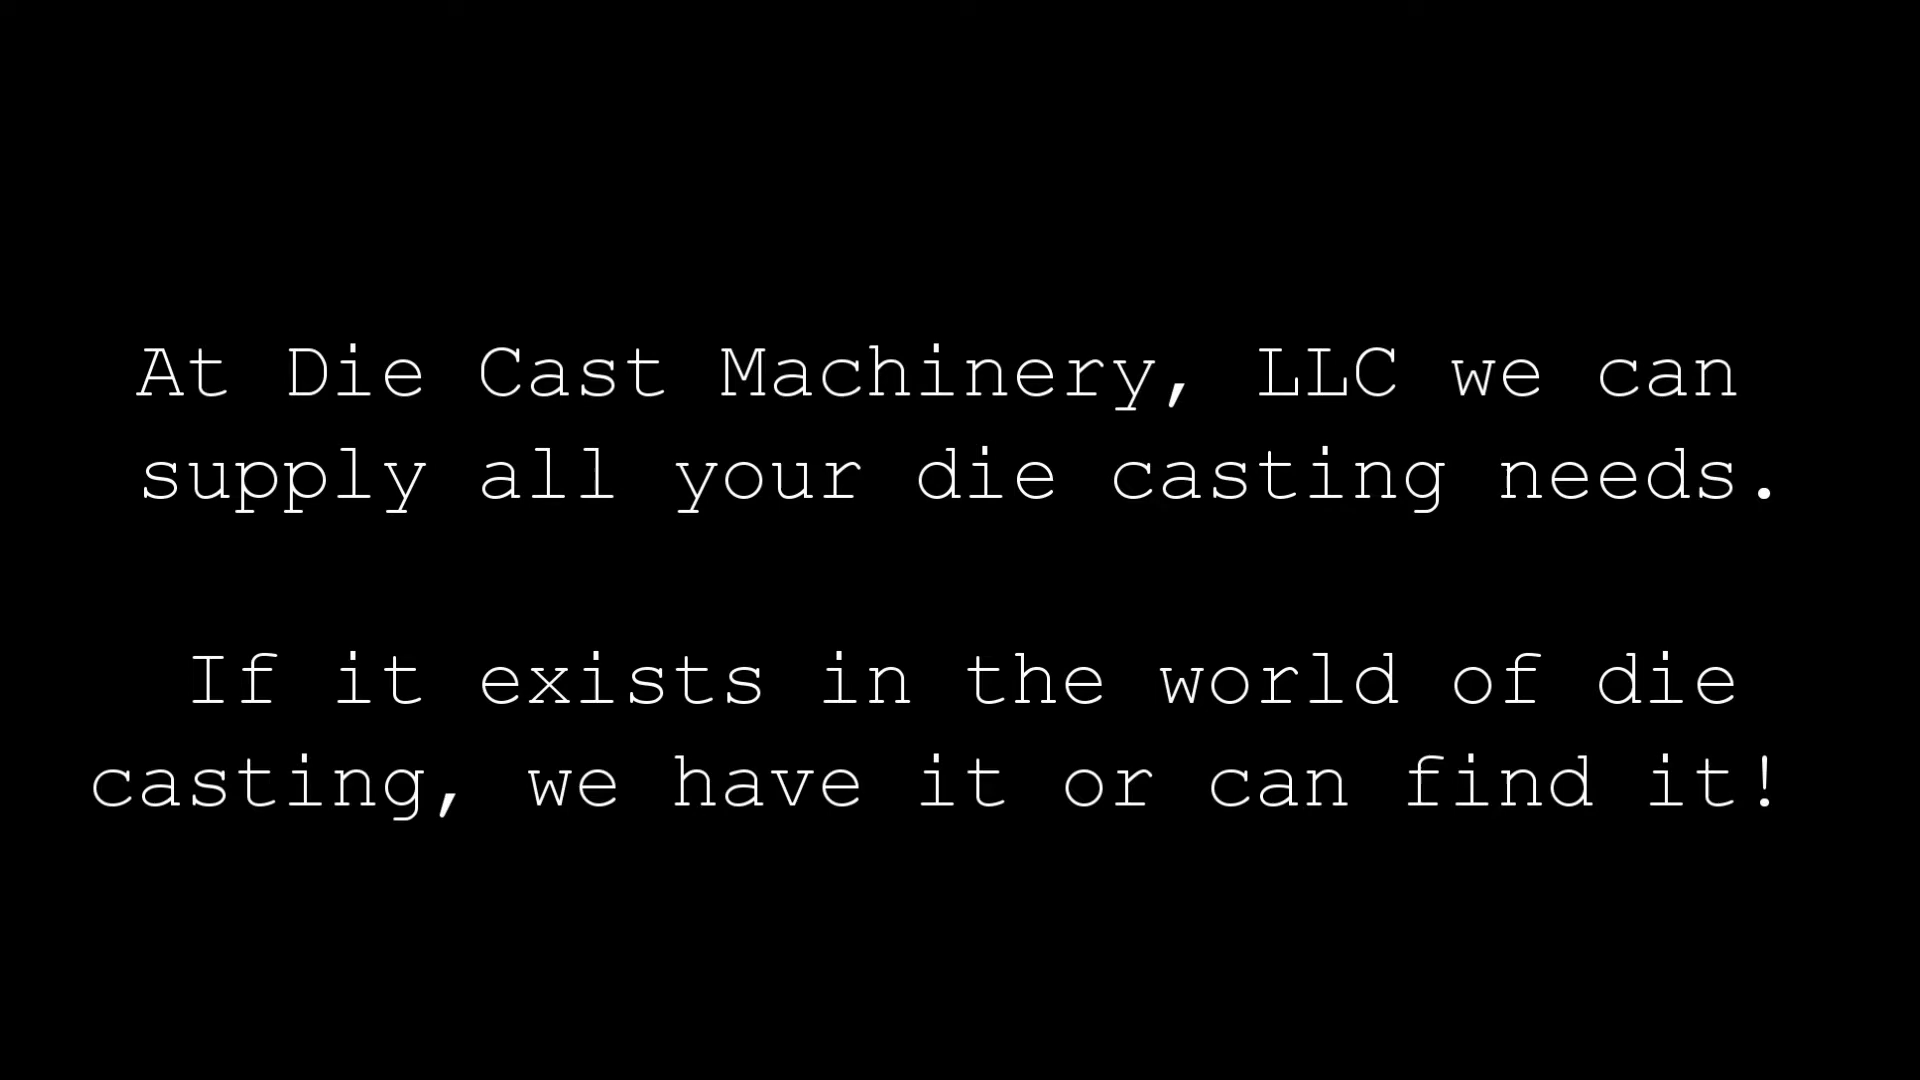 At Die Cast Machinery, LLC we can
supply all your die casting needs.
If it exists in the world of die
casting, we have it or can find it!